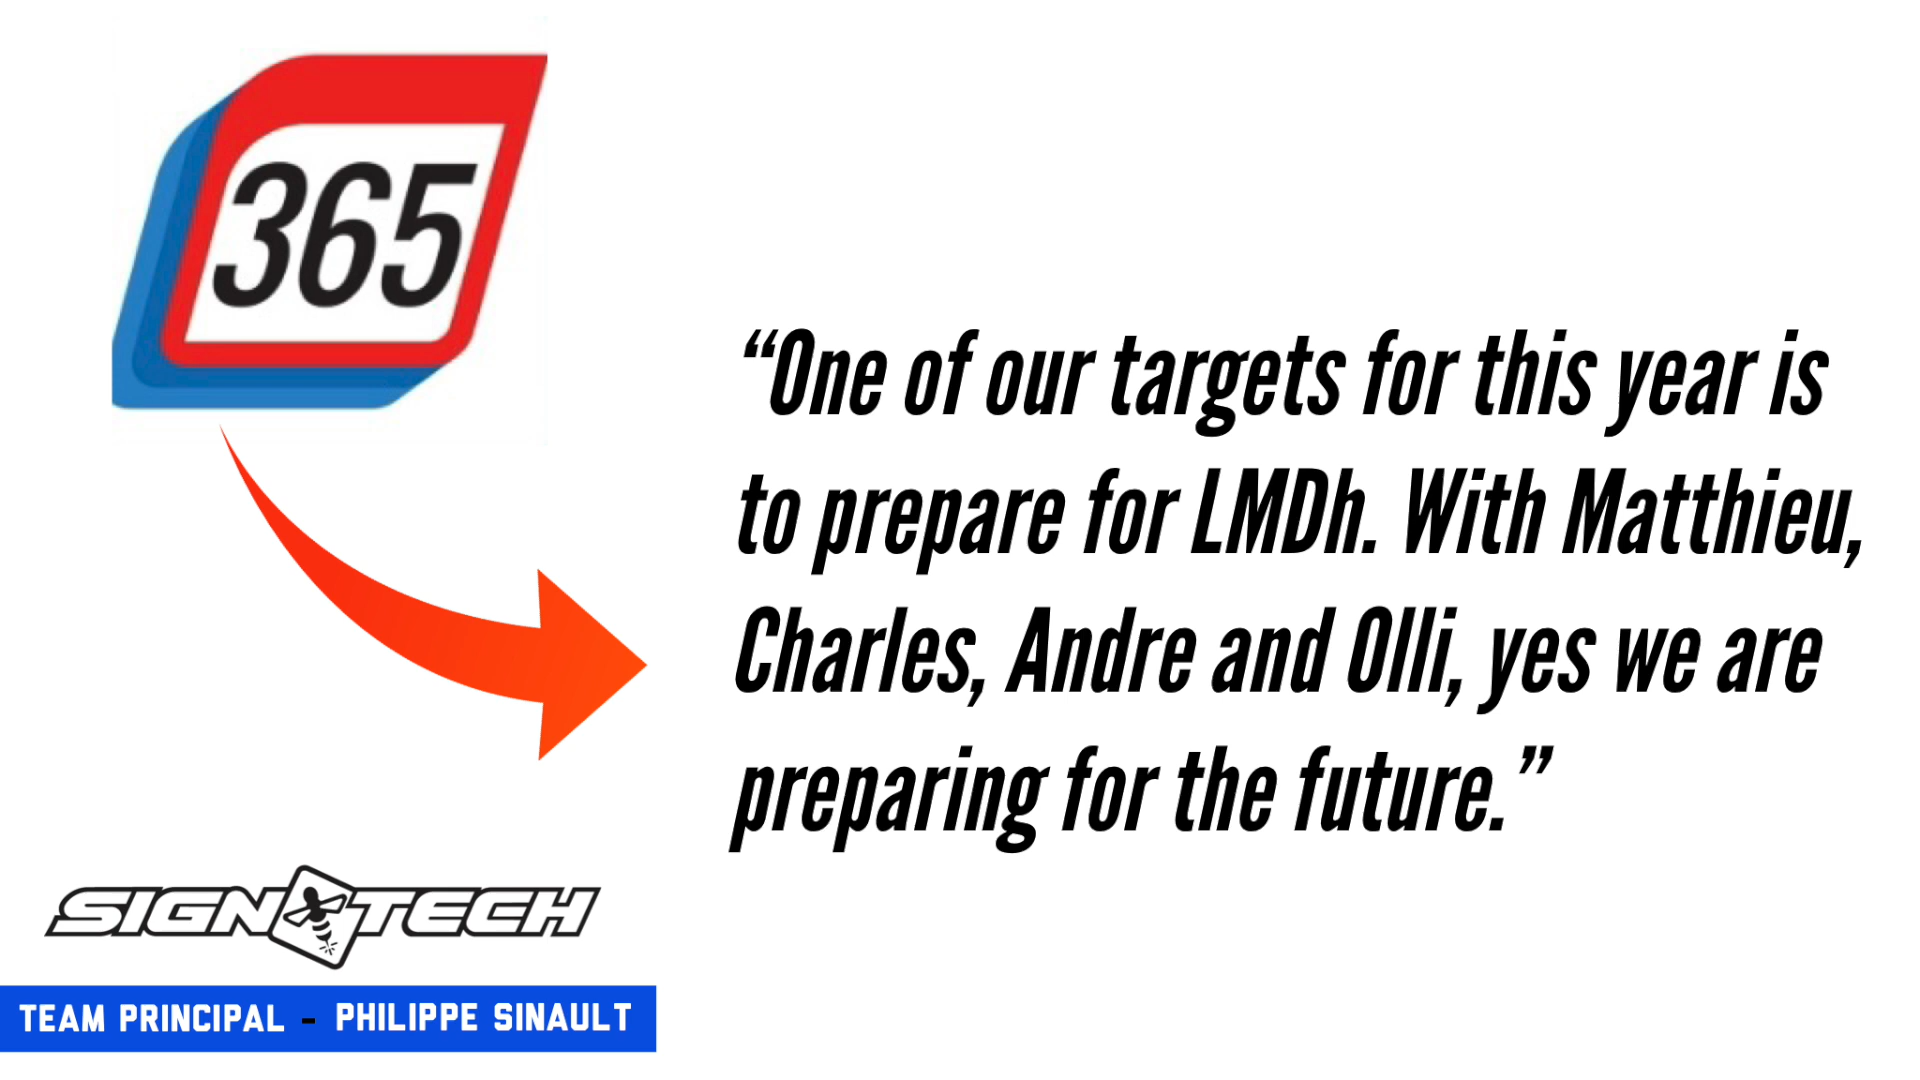 365
“One of our targets for this year is
to prepare for LMDh. With Matthieu,
Charles, Andre and Olli, yes we are
preparing for the future.”
SIGNATECH
TEAM PRINCIPAL - PHILIPPE SINAULT